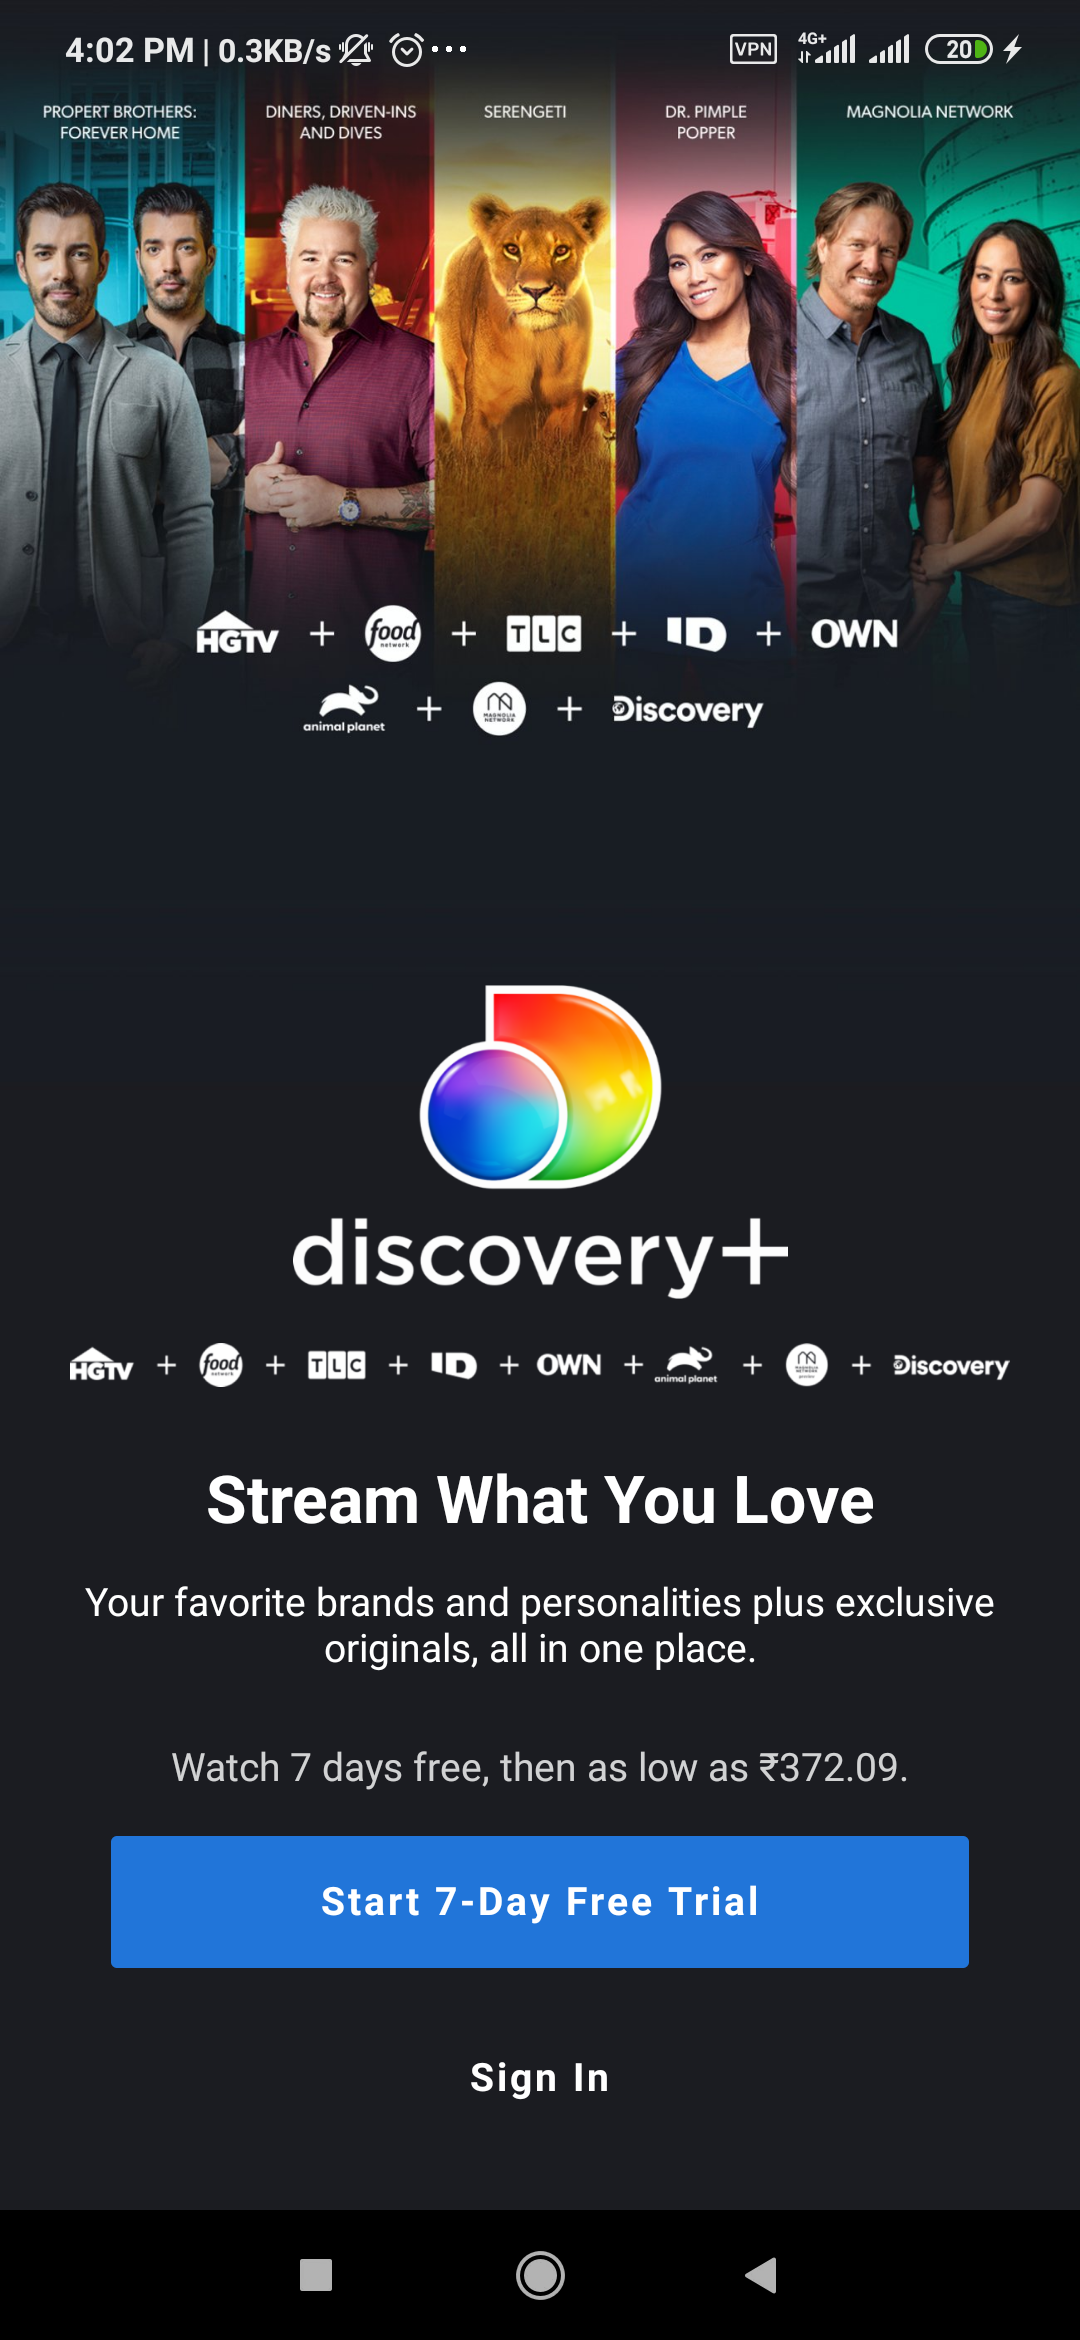 4:02 PM | 0.3KB/s
VPN 4G+ 20
PROPERT BROTHERS:
FOREVER HOME
DINERS, DRIVEN-INS
AND DIVES
SERENGETI
DR. PIMPLE
POPPER
MAGNOLIA NETWORK
HGTV + food network + TLC + ID + OWN
animal planet + MAGNOLIA NETWORK + Discovery
discovery+
HGTV + food network + TLC + ID + OWN + animal planet + MAGNOLIA NETWORK preview + Discovery
Stream What You Love
Your favorite brands and personalities plus exclusive
originals, all in one place.
Watch 7 days free, then as low as ₹372.09.
Start 7-Day Free Trial
Sign In